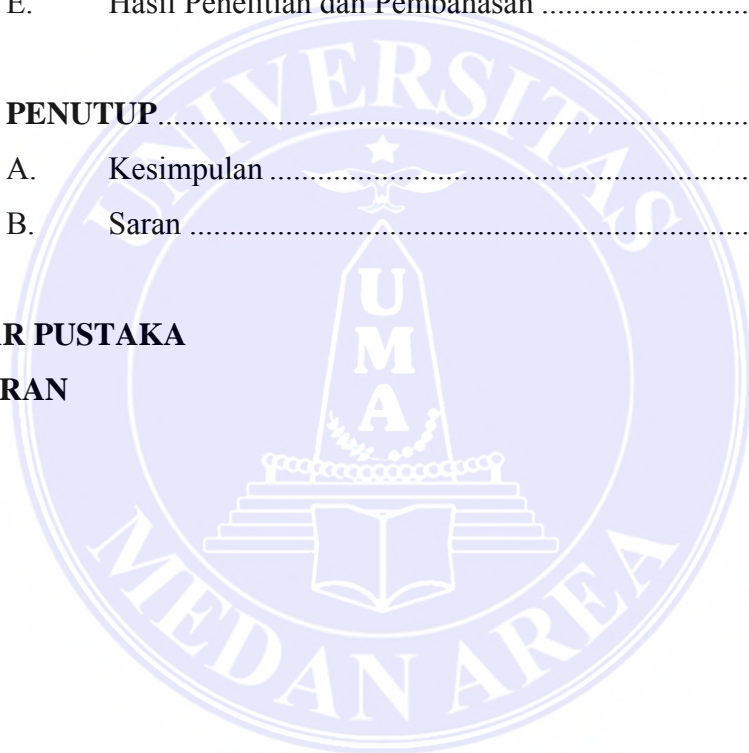 E. Hasil Penelitian dan Pembahasan .......................
PENUTUP..........................................................................
A. Kesimpulan ...........................................................
B. Saran .....................................................................
R PUSTAKA
RAN
UNIVERSITAS
UMA
MEDAN AREA